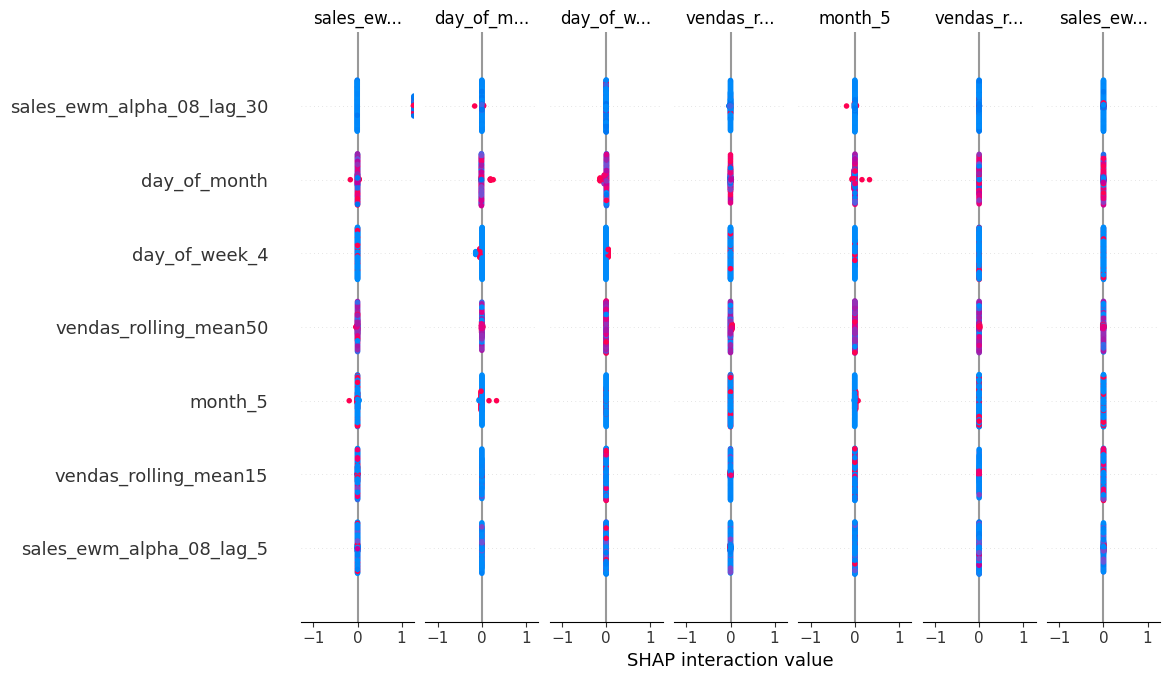 sales_ew... day_of_m... day_of_w... vendas_r... month_5 vendas_r... sales_ew...
sales_ewm_alpha_08_lag_30
day_of_month
day_of_week_4
vendas_rolling_mean50
month_5
vendas_rolling_mean15
sales_ewm_alpha_08_lag_5
−1 0 1 −1 0 1 −1 0 1 −1 0 1 −1 0 1 −1 0 1 −1 0 1
SHAP interaction value